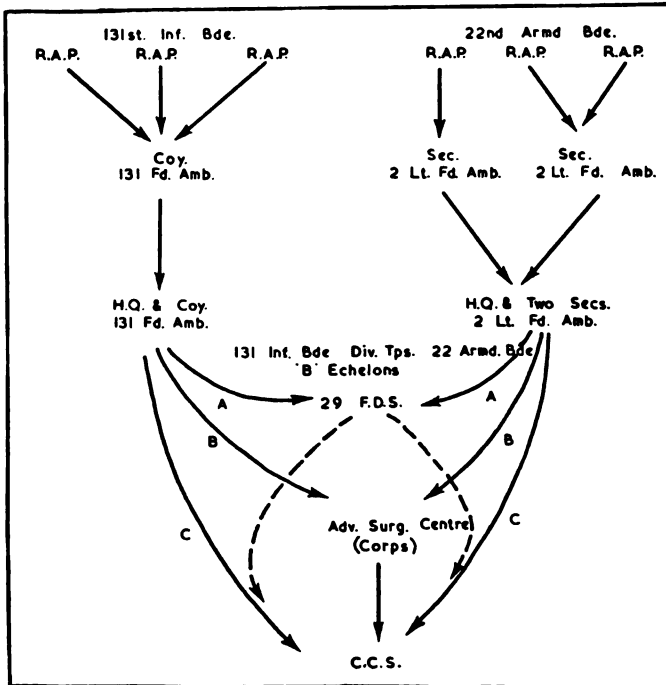 131st. Inf. Bde.
R.A.P. R.A.P. R.A.P.
22nd Armd Bde.
R.A.P. R.A.P. R.A.P.
Coy.
131 Fd. Amb.
Sec.
2 Lt. Fd. Amb.
Sec.
2 Lt. Fd. Amb.
H.Q. & Coy.
131 Fd. Amb.
H.Q. & Two Secs.
2 Lt. Fd. Amb.
131 Inf. Bde Div. Tps. 22 Armd. Bde
'B' Echelons
29 F.D.S.
A
A
B
B
C
C
Adv. Surg. Centre
(Corps)
C.C.S.